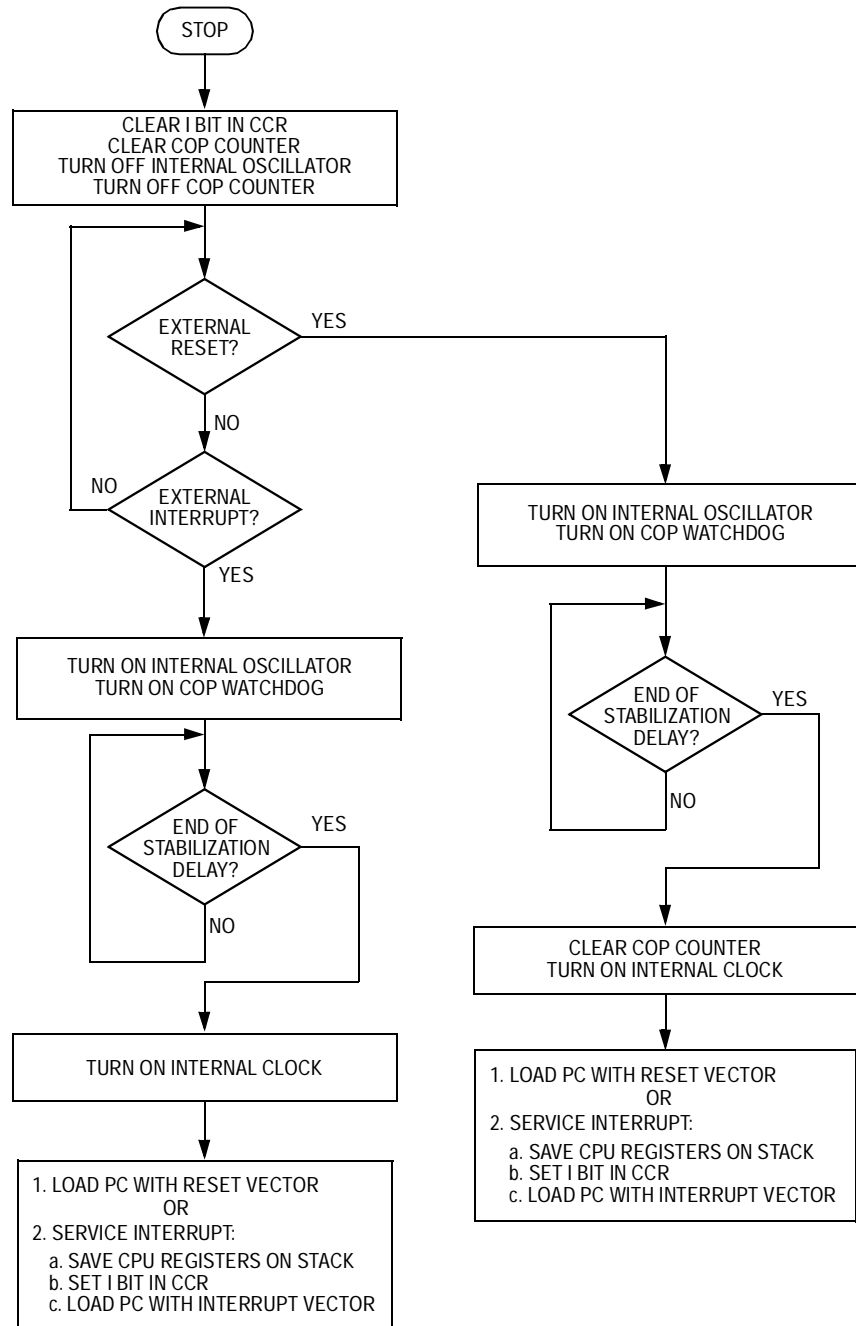 STOP
CLEAR I BIT IN CCR
CLEAR COP COUNTER
TURN OFF INTERNAL OSCILLATOR
TURN OFF COP COUNTER
EXTERNAL
RESET?
YES
NO
EXTERNAL
INTERRUPT?
NO
YES
TURN ON INTERNAL OSCILLATOR
TURN ON COP WATCHDOG
END OF
STABILIZATION
DELAY?
YES
NO
TURN ON INTERNAL CLOCK
1. LOAD PC WITH RESET VECTOR
OR
2. SERVICE INTERRUPT:
a. SAVE CPU REGISTERS ON STACK
b. SET I BIT IN CCR
c. LOAD PC WITH INTERRUPT VECTOR
TURN ON INTERNAL OSCILLATOR
TURN ON COP WATCHDOG
END OF
STABILIZATION
DELAY?
YES
NO
CLEAR COP COUNTER
TURN ON INTERNAL CLOCK
1. LOAD PC WITH RESET VECTOR
OR
2. SERVICE INTERRUPT:
a. SAVE CPU REGISTERS ON STACK
b. SET I BIT IN CCR
c. LOAD PC WITH INTERRUPT VECTOR